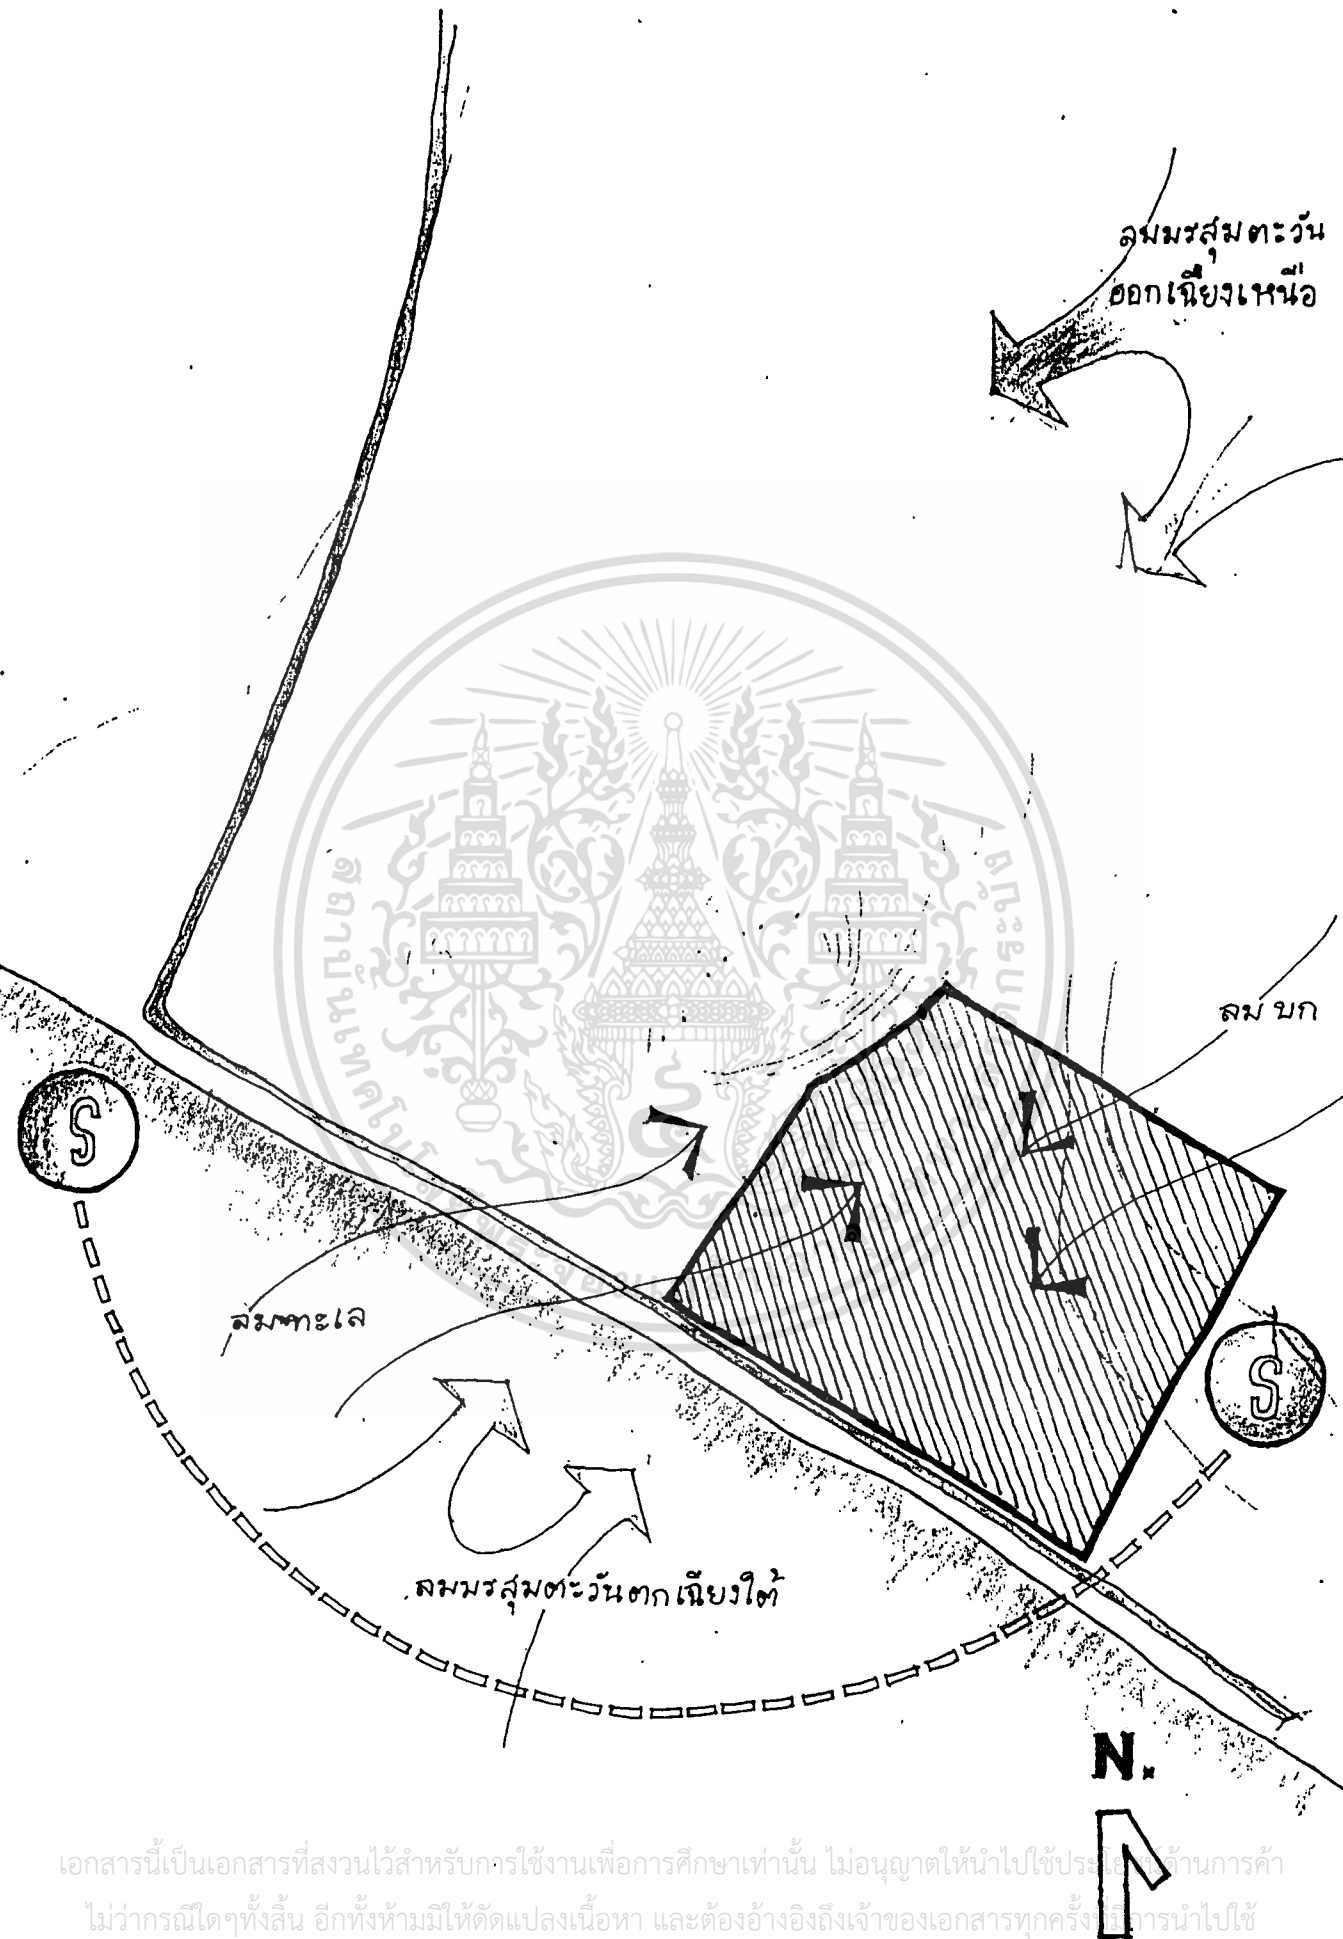 ลมมรสุมตะวัน
ออกเฉียงเหนือ
ลม บก
S
ลมทะเล
S
ลมมรสุมตะวันตกเฉียงใต้
N.
เอกสารนี้เป็นเอกสารที่สงวนไว้สำหรับการใช้งานเพื่อการศึกษาเท่านั้น ไม่อนุญาตให้นำไปใช้ประโยชน์ด้านการค้า
ไม่ว่ากรณีใดๆทั้งสิ้น อีกทั้งห้ามมิให้ดัดแปลงเนื้อหา และต้องอ้างอิงถึงเจ้าของเอกสารทุกครั้งที่มีการนำไปใช้